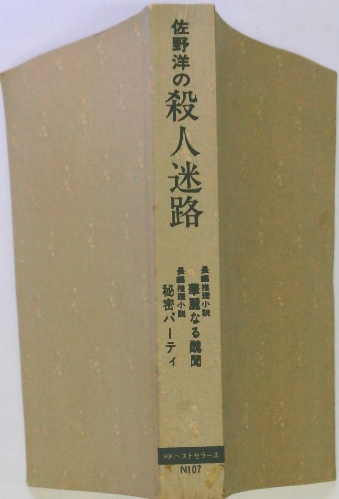 佐野洋の殺人迷路
長編推理小説
華麗なる醜聞
長編推理小説
秘密パーティ
KKベストセラーズ
N107